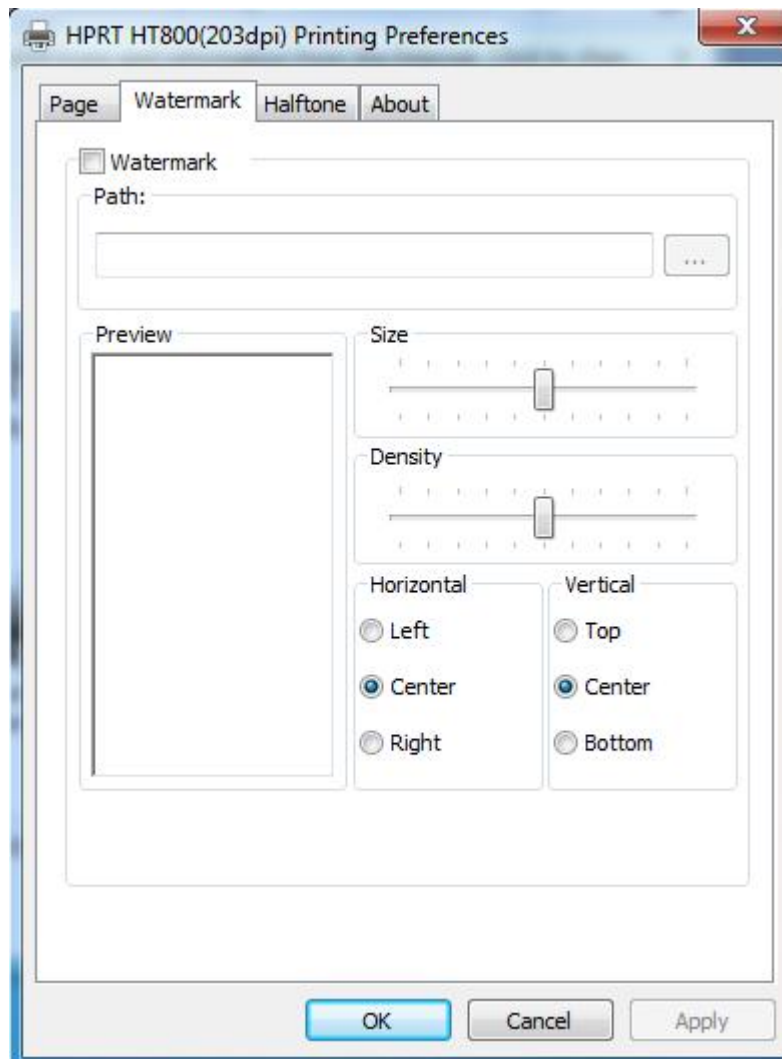 HPRT HT800(203dpi) Printing Preferences
Page Watermark Halftone About
Watermark
Path:
...
Preview
Size
Density
Horizontal
Left
Center
Right
Vertical
Top
Center
Bottom
OK Cancel Apply